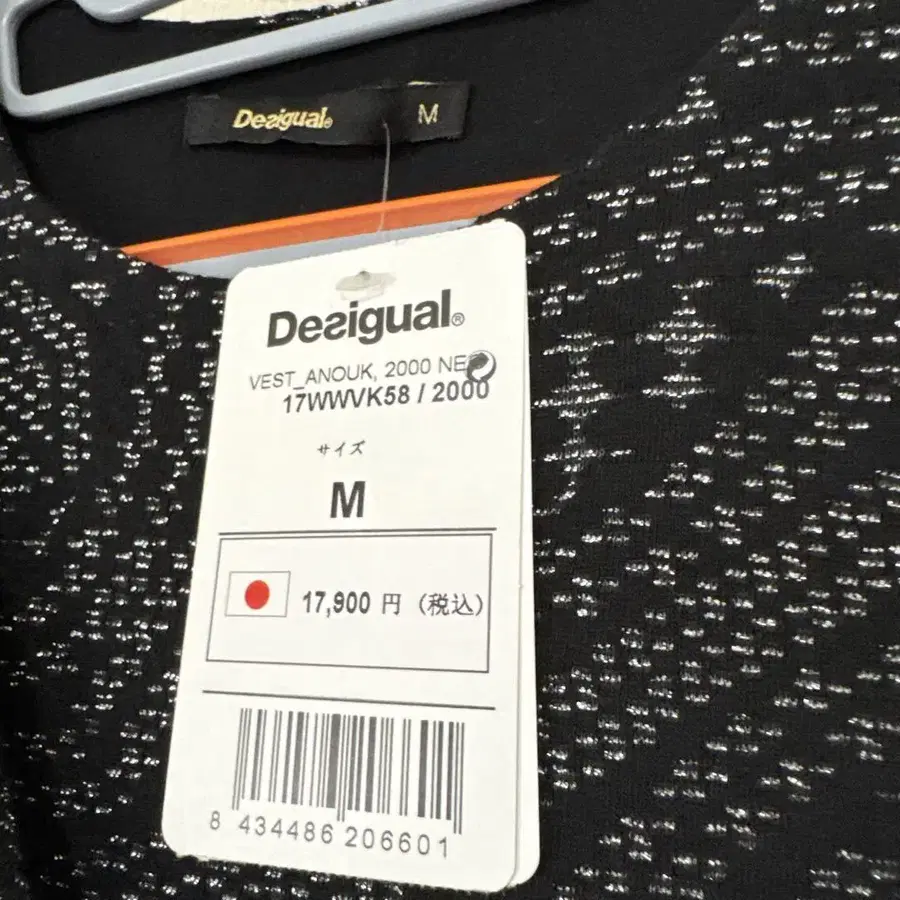 Desigual® M
Desigual®
VEST_ANOUK, 2000 NE
17WWVK58 / 2000
サイズ
M
17,900 円 (税込)
8 434486 206601